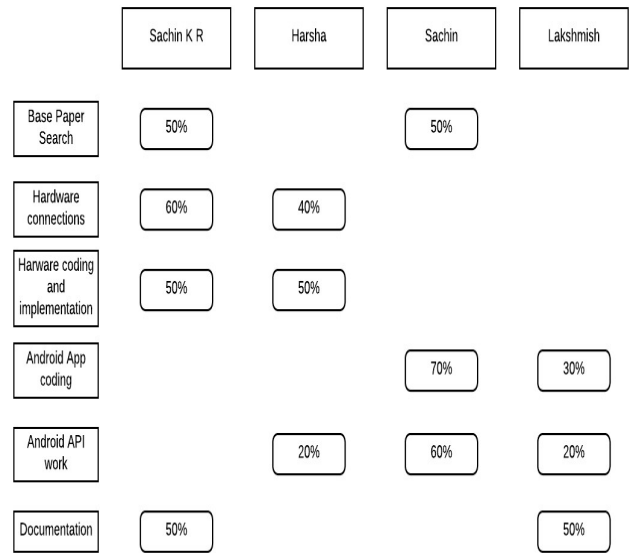 Sachin K R Harsha Sachin Lakshmish
Base Paper
Search
50% 50%
Hardware
connections
60% 40%
Harware coding
and
implementation
50% 50%
Android App
coding
70% 30%
Android API
work
20% 60% 20%
Documentation 50% 50%